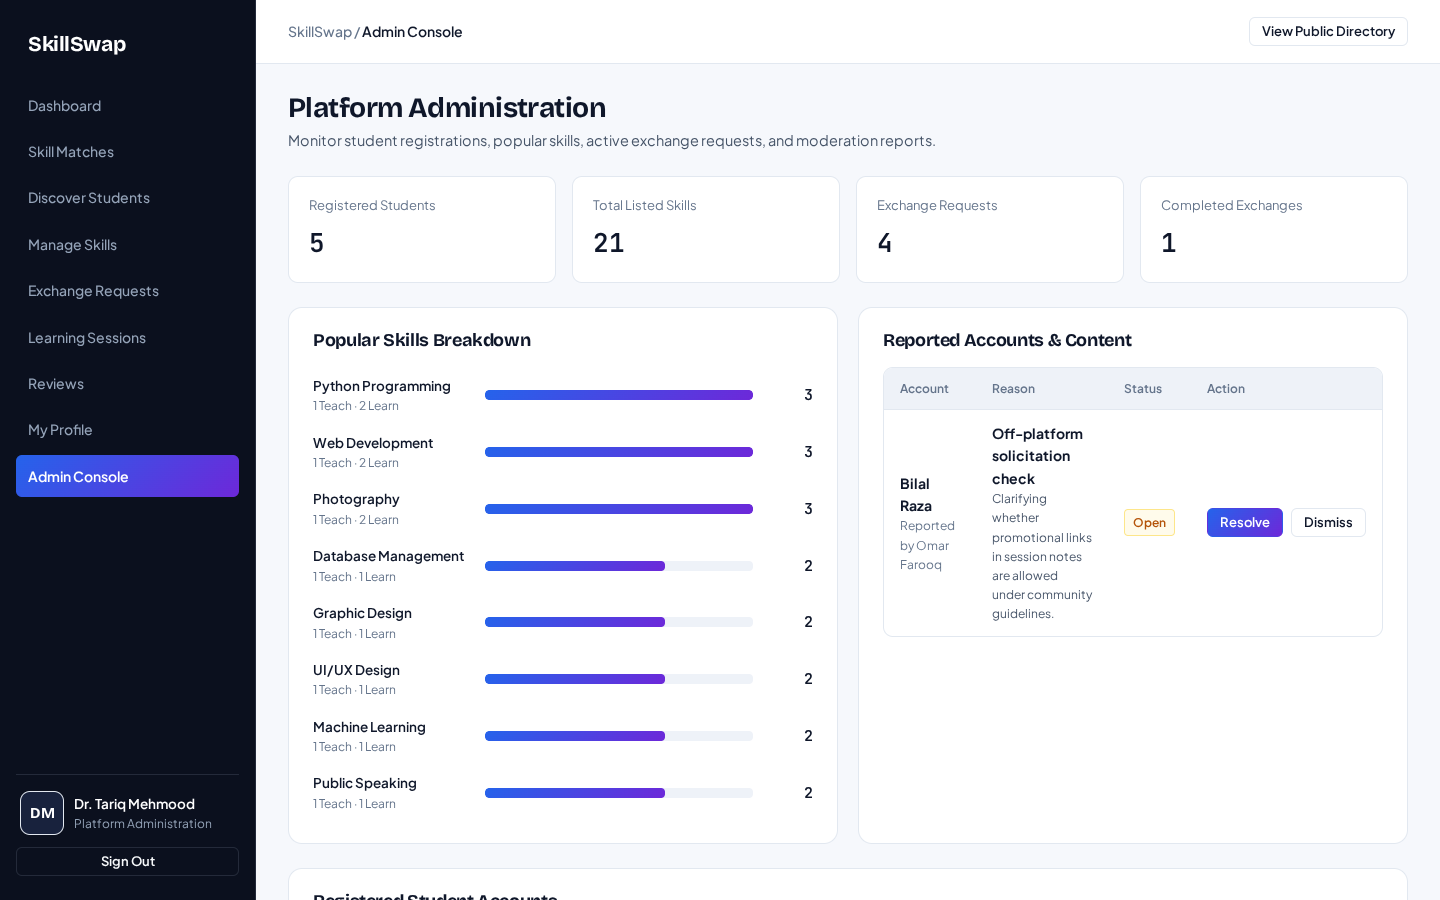 SkillSwap
Dashboard
Skill Matches
Discover Students
Manage Skills
Exchange Requests
Learning Sessions
Reviews
My Profile
Admin Console
DM
Dr. Tariq Mehmood
Platform Administration
Sign Out
SkillSwap / Admin Console
View Public Directory
Platform Administration
Monitor student registrations, popular skills, active exchange requests, and moderation reports.
Registered Students
5
Total Listed Skills
21
Exchange Requests
4
Completed Exchanges
1
Popular Skills Breakdown
Python Programming
1 Teach · 2 Learn
3
Web Development
1 Teach · 2 Learn
3
Photography
1 Teach · 2 Learn
3
Database Management
1 Teach · 1 Learn
2
Graphic Design
1 Teach · 1 Learn
2
UI/UX Design
1 Teach · 1 Learn
2
Machine Learning
1 Teach · 1 Learn
2
Public Speaking
1 Teach · 1 Learn
2
Reported Accounts & Content
Account Reason Status Action
Bilal
Raza
Reported
by Omar
Farooq
Off-platform
solicitation
check
Clarifying
whether
promotional links
in session notes
are allowed
under community
guidelines.
Open
Resolve
Dismiss
Registered Student Accounts